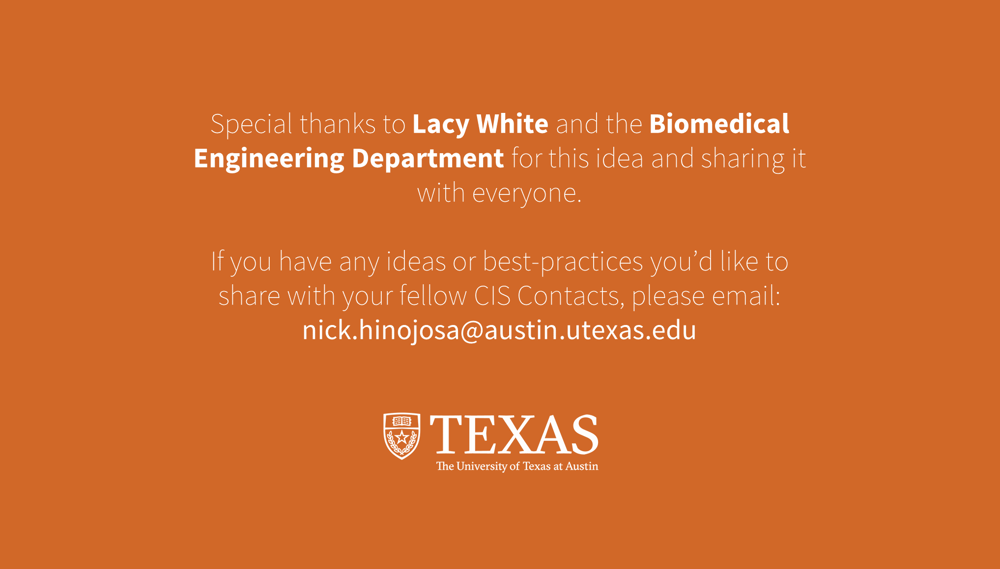 Special thanks to Lacy White and the Biomedical
Engineering Department for this idea and sharing it
with everyone.
If you have any ideas or best-practices you’d like to
share with your fellow CIS Contacts, please email:
nick.hinojosa@austin.utexas.edu
TEXAS
The University of Texas at Austin